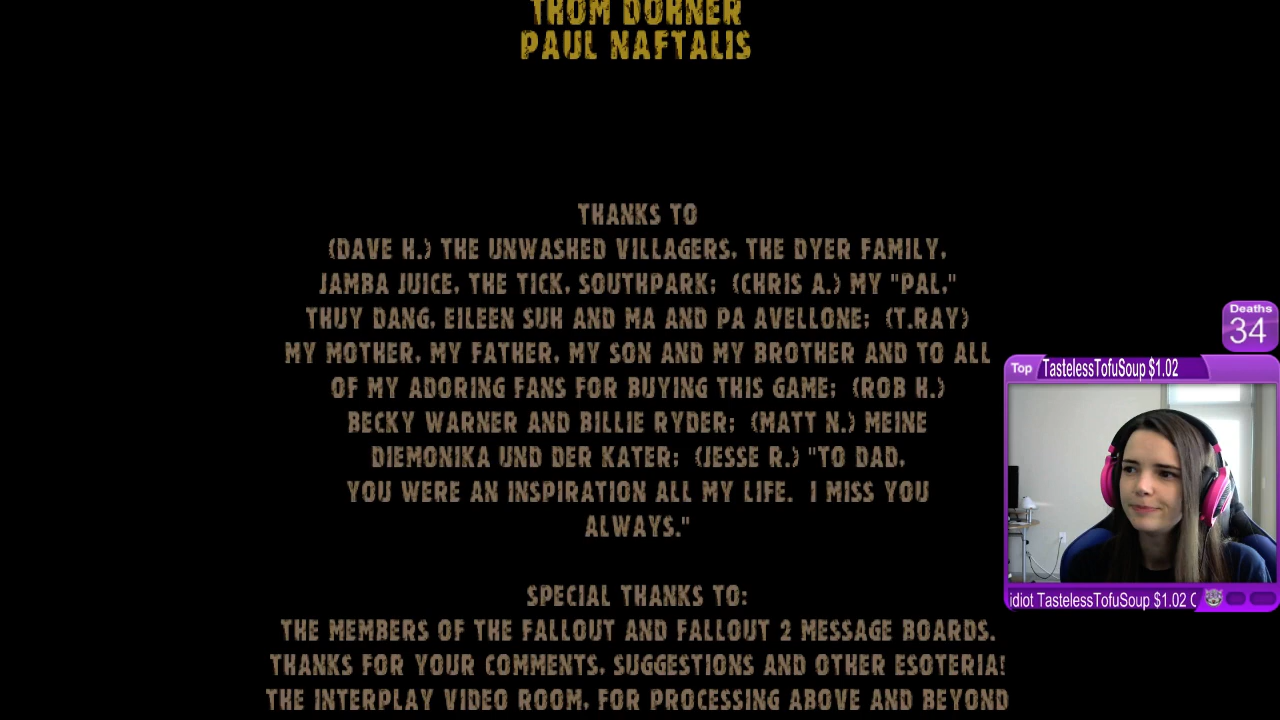 THOM DOHNER
PAUL NAFTALIS
THANKS TO
(DAVE H.) THE UNWASHED VILLAGERS, THE DYER FAMILY,
JAMBA JUICE, THE TICK, SOUTHPARK; (CHRIS A.) MY "PAL,"
THUY DANG, EILEEN SUH AND MA AND PA AVELLONE; (T.RAY)
MY MOTHER, MY FATHER, MY SON AND MY BROTHER AND TO ALL
OF MY ADORING FANS FOR BUYING THIS GAME; (ROB H.)
BECKY WARNER AND BILLIE RYDER; (MATT N.) MEINE
DIEMONIKA UND DER KATER; (JESSE R.) "TO DAD,
YOU WERE AN INSPIRATION ALL MY LIFE. I MISS YOU
ALWAYS."
SPECIAL THANKS TO:
THE MEMBERS OF THE FALLOUT AND FALLOUT 2 MESSAGE BOARDS.
THANKS FOR YOUR COMMENTS, SUGGESTIONS AND OTHER ESOTERIA!
THE INTERPLAY VIDEO ROOM, FOR PROCESSING ABOVE AND BEYOND
Deaths
34
Top TastelessTofuSoup $1.02
idiot TastelessTofuSoup $1.02